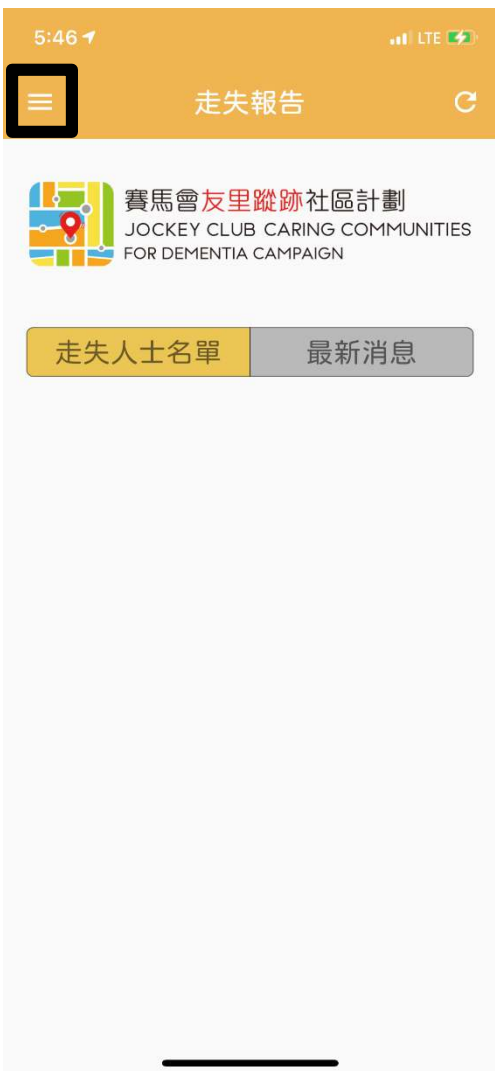 5:46 LTE
走失報告
賽馬會友里蹤跡社區計劃
JOCKEY CLUB CARING COMMUNITIES
FOR DEMENTIA CAMPAIGN
走失人士名單 最新消息